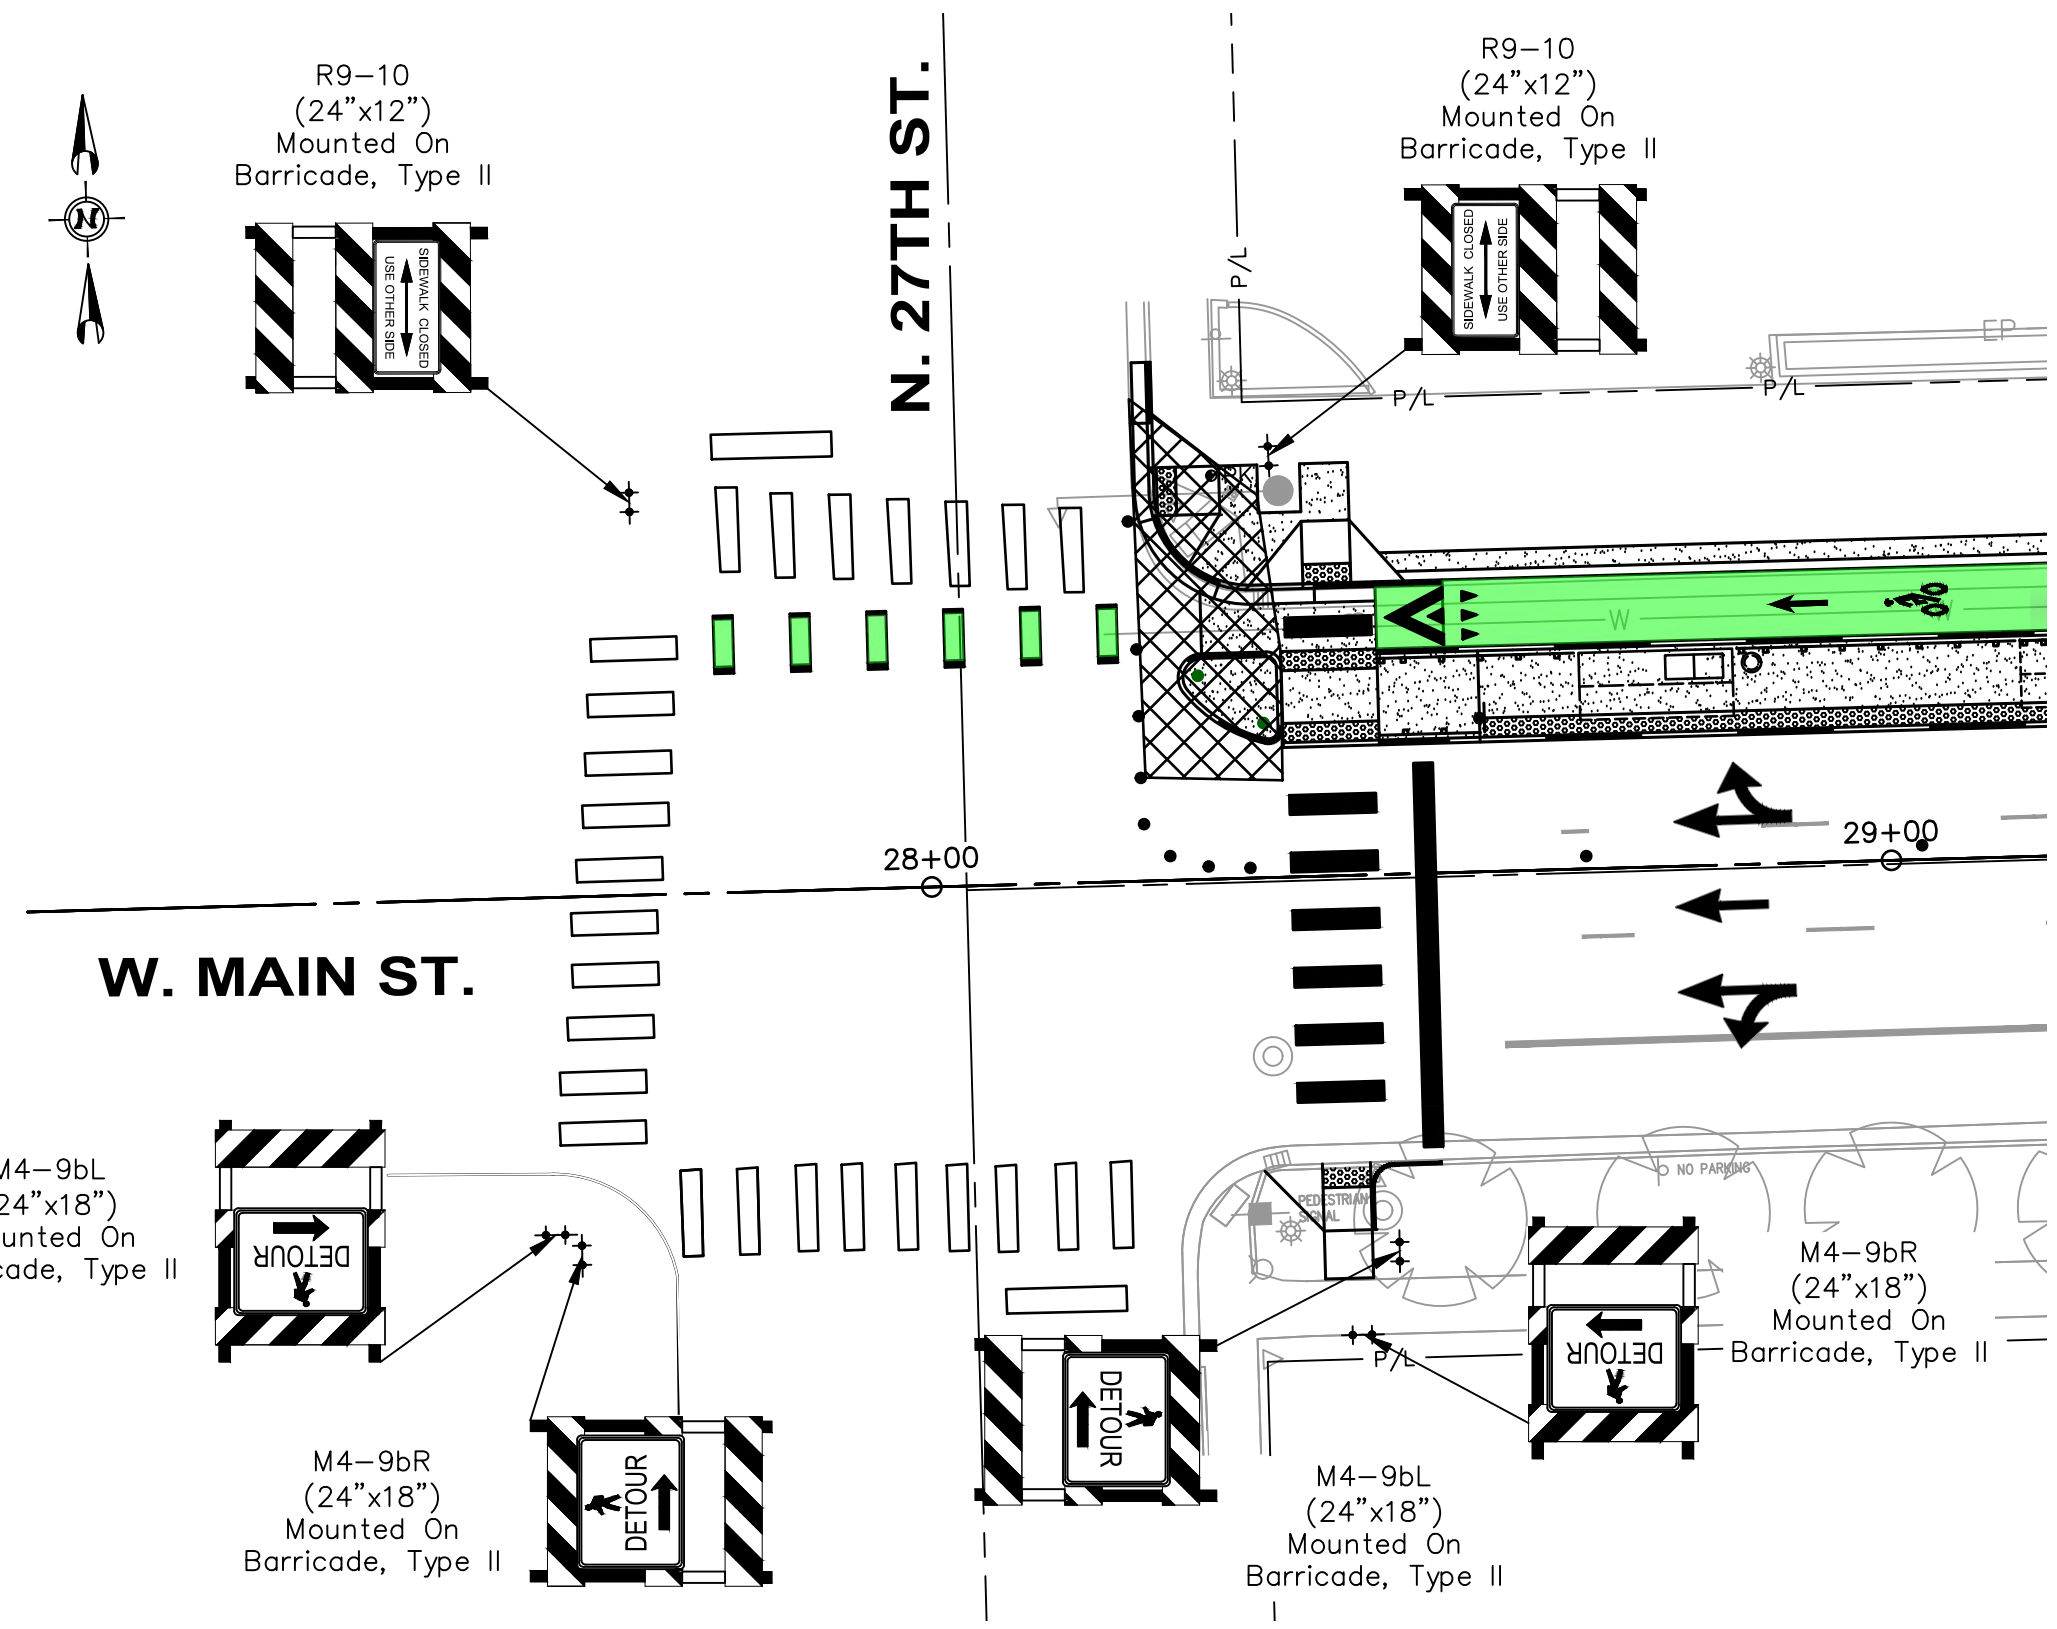 R9-10
(24"x12")
Mounted On
Barricade, Type II
SIDEWALK CLOSED
USE OTHER SIDE
N
N. 27TH ST.
P/L
R9-10
(24"x12")
Mounted On
Barricade, Type II
SIDEWALK CLOSED
USE OTHER SIDE
EP
P/L
P/L
W
W
28+00
29+00
W. MAIN ST.
M4-9bL
24"x18")
unted On
cade, Type II
DETOUR
M4-9bR
(24"x18")
Mounted On
Barricade, Type II
DETOUR
DETOUR
PEDESTRIAN
SIGNAL
NO PARKING
P/L
M4-9bL
(24"x18")
Mounted On
Barricade, Type II
DETOUR
M4-9bR
(24"x18")
Mounted On
Barricade, Type II